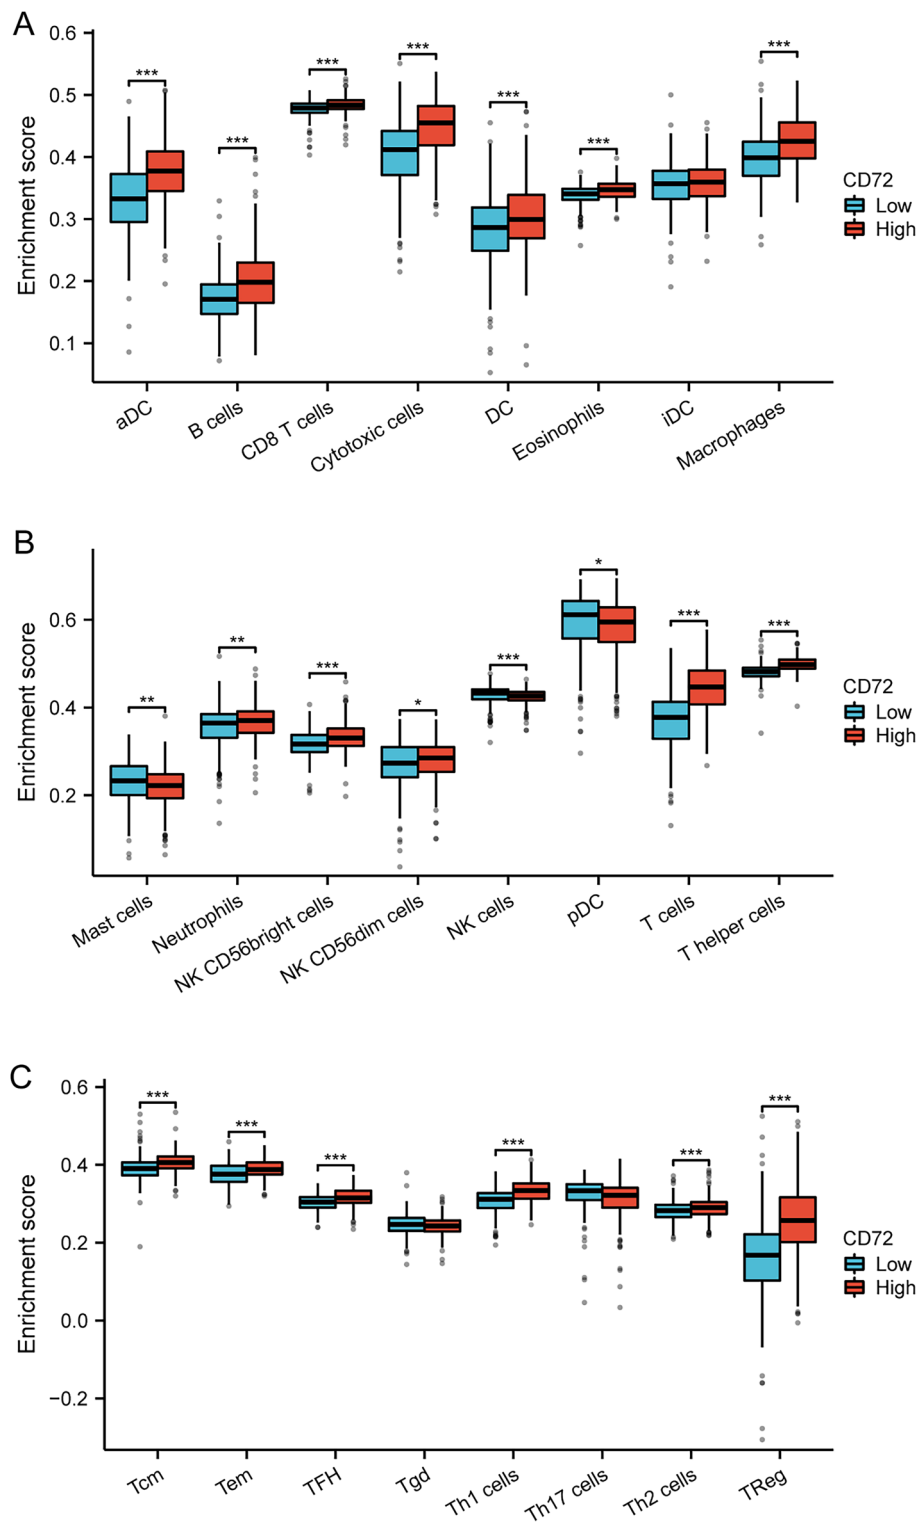 A
Enrichment score
0.6
0.5
0.4
0.3
0.2
0.1
*** *** *** *** *** *** ***
aDC
B cells
CD8 T cells
Cytotoxic cells
DC
Eosinophils
iDC
Macrophages
CD72
Low
High
B
Enrichment score
0.6
0.4
0.2
** ** *** * *** * *** ***
Mast cells
Neutrophils
NK CD56bright cells
NK CD56dim cells
NK cells
pDC
T cells
T helper cells
CD72
Low
High
C
Enrichment score
0.6
0.4
0.2
0.0
−0.2
*** *** *** *** *** ***
Tcm
Tem
TFH
Tgd
Th1 cells
Th17 cells
Th2 cells
TReg
CD72
Low
High